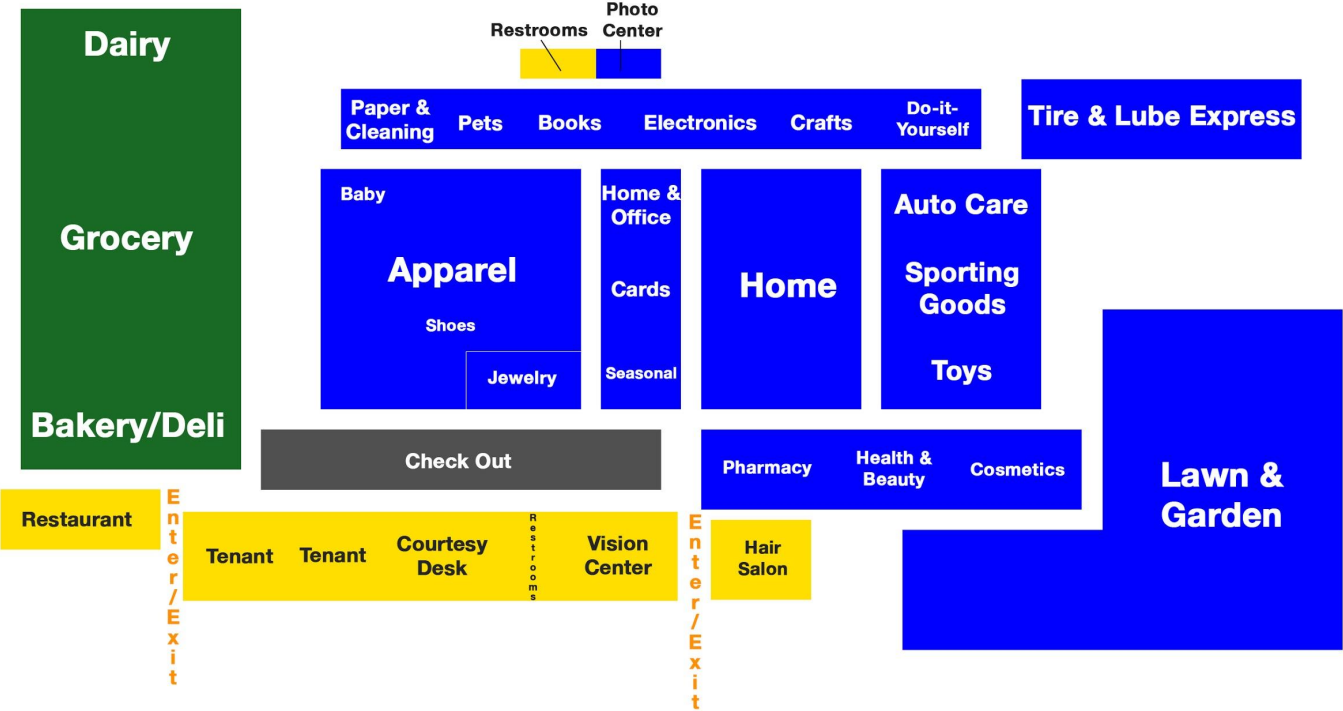 Dairy
Grocery
Bakery/Deli
Restrooms
Photo
Center
Paper &
Cleaning
Pets
Books
Electronics
Crafts
Do-it-
Yourself
Tire & Lube Express
Baby
Apparel
Shoes
Jewelry
Home &
Office
Cards
Seasonal
Home
Auto Care
Sporting
Goods
Toys
Check Out
Pharmacy
Health &
Beauty
Cosmetics
Lawn &
Garden
Restaurant
Enter/Exit
Tenant
Tenant
Courtesy
Desk
Restrooms
Vision
Center
Enter/Exit
Hair
Salon